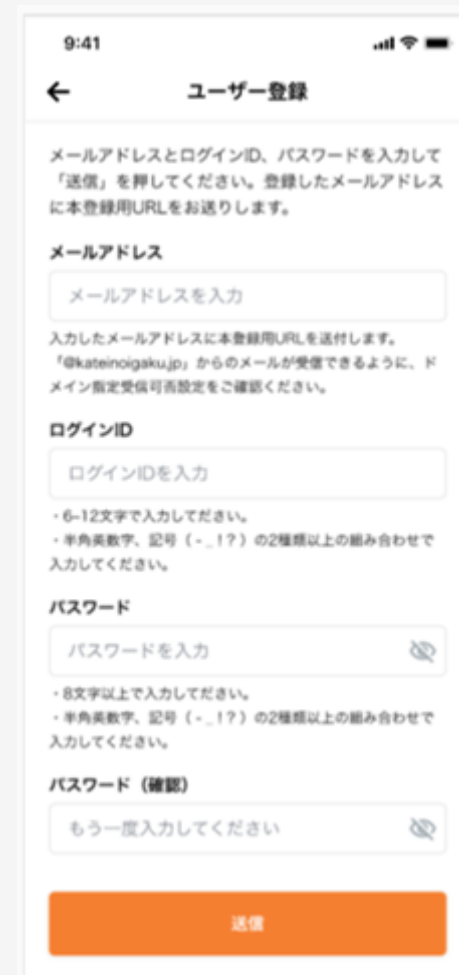 9:41
ユーザー登録
メールアドレスとログインID、パスワードを入力して
「送信」を押してください。登録したメールアドレス
に本登録用URLをお送りします。
メールアドレス
メールアドレスを入力
入力したメールアドレスに本登録用URLを送付します。
「@kateinoigaku.jp」からのメールが受信できるように、ド
メイン指定受信可否設定をご確認ください。
ログインID
ログインIDを入力
・6-12文字で入力してださい。
・半角英数字、記号（ - _ ! ? ）の2種類以上の組み合わせで
入力してください。
パスワード
パスワードを入力
・8文字以上で入力してださい。
・半角英数字、記号（ - _ ! ? ）の2種類以上の組み合わせで
入力してください。
パスワード（確認）
もう一度入力してください
送信